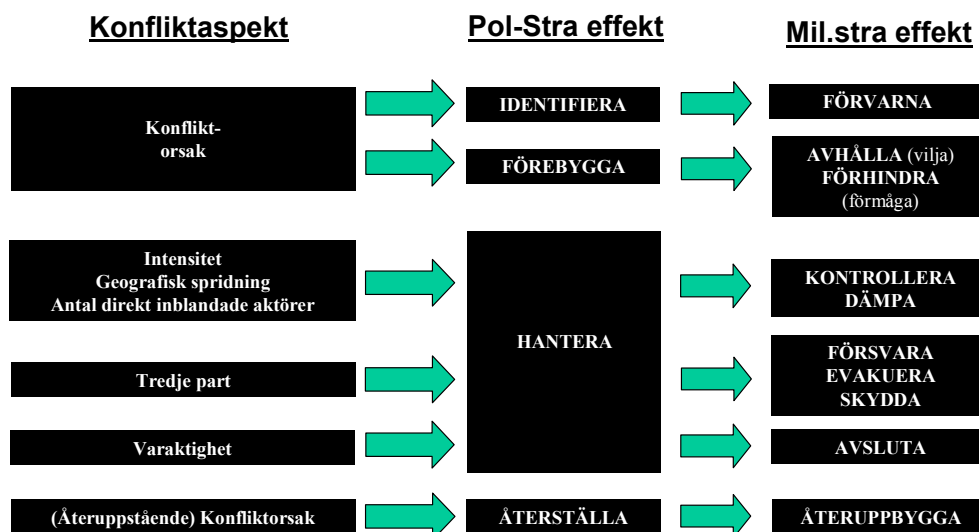 Konfliktaspekt
Pol-Stra effekt
Mil.stra effekt
Konflikt-
orsak
IDENTIFIERA
FÖRVARNA
FÖREBYGGA
AVHÅLLA (vilja)
FÖRHINDRA
(förmåga)
Intensitet
Geografisk spridning
Antal direkt inblandade aktörer
HANTERA
KONTROLLERA
DÄMPA
Tredje part
FÖRSVARA
EVAKUERA
SKYDDA
Varaktighet
AVSLUTA
(Återuppstående) Konfliktorsak
ÅTERSTÄLLA
ÅTERUPPBYGGA